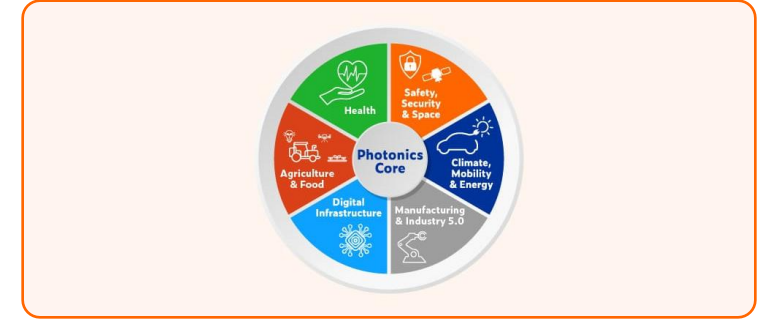 Health
Safety,
Security
& Space
Agriculture
& Food
Photonics
Core
Climate,
Mobility
& Energy
Digital
Infrastructure
Manufacturing
& Industry 5.0